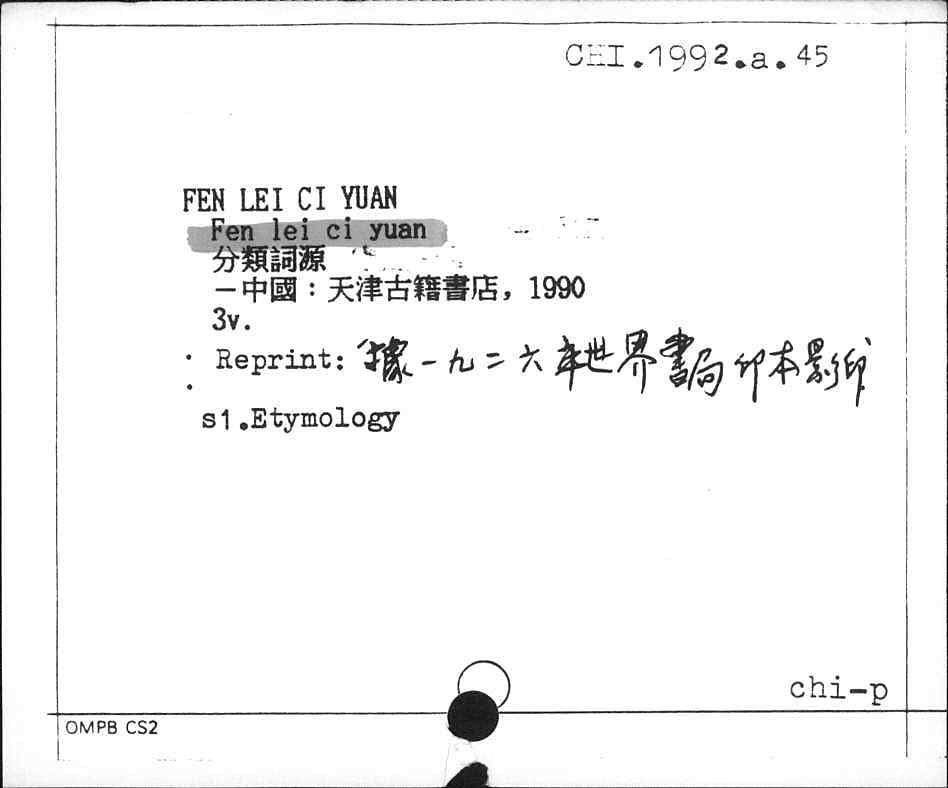 CHI.1992.a.45
FEN LEI CI YUAN
Fen lei ci yuan
分類詞源
—中國：天津古籍書店，1990
3v.
Reprint: 據一九二六年世界書局印本影印
s1.Etymology
chi-p
OMPB CS2